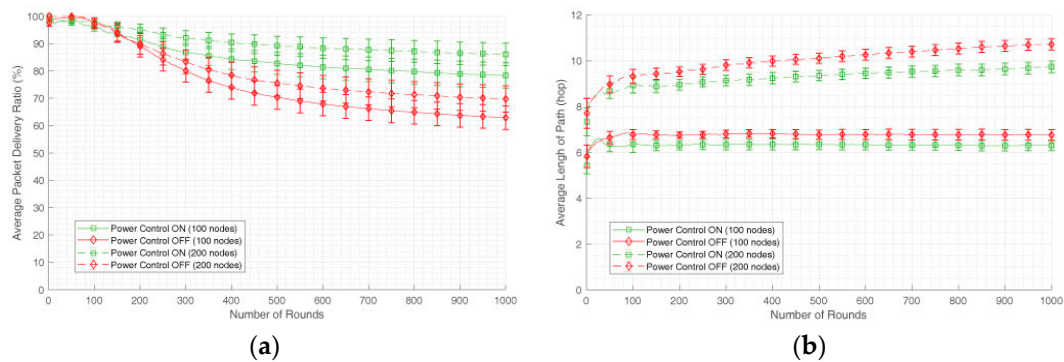 Average Packet Delivery Ratio (%)
100
90
80
70
60
50
40
30
20
10
0
Power Control ON (100 nodes)
Power Control OFF (100 nodes)
Power Control ON (200 nodes)
Power Control OFF (200 nodes)
0 100 200 300 400 500 600 700 800 900 1000
Number of Rounds
(a)
Average Lengh of Path (hop)
12
10
8
6
4
2
0
Power Control ON (100 nodes)
Power Control OFF (100 nodes)
Power Control ON (200 nodes)
Power Control OFF (200 nodes)
0 100 200 300 400 500 600 700 800 900 1000
Number of Rounds
(b)